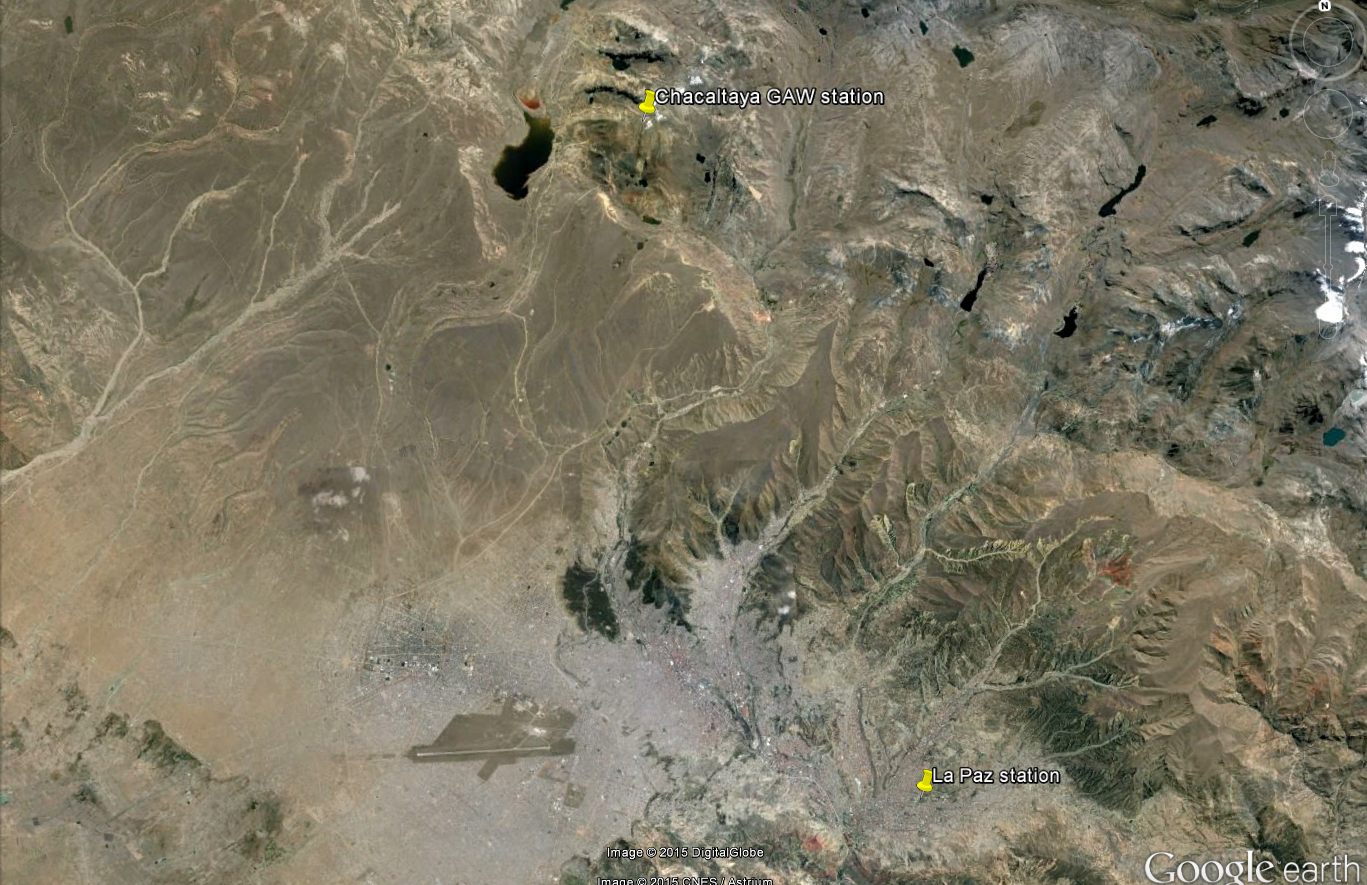 N
Chacaltaya GAW station
La Paz station
Image © 2015 DigitalGlobe
Image © 2015 CNES / Astrium
Google earth